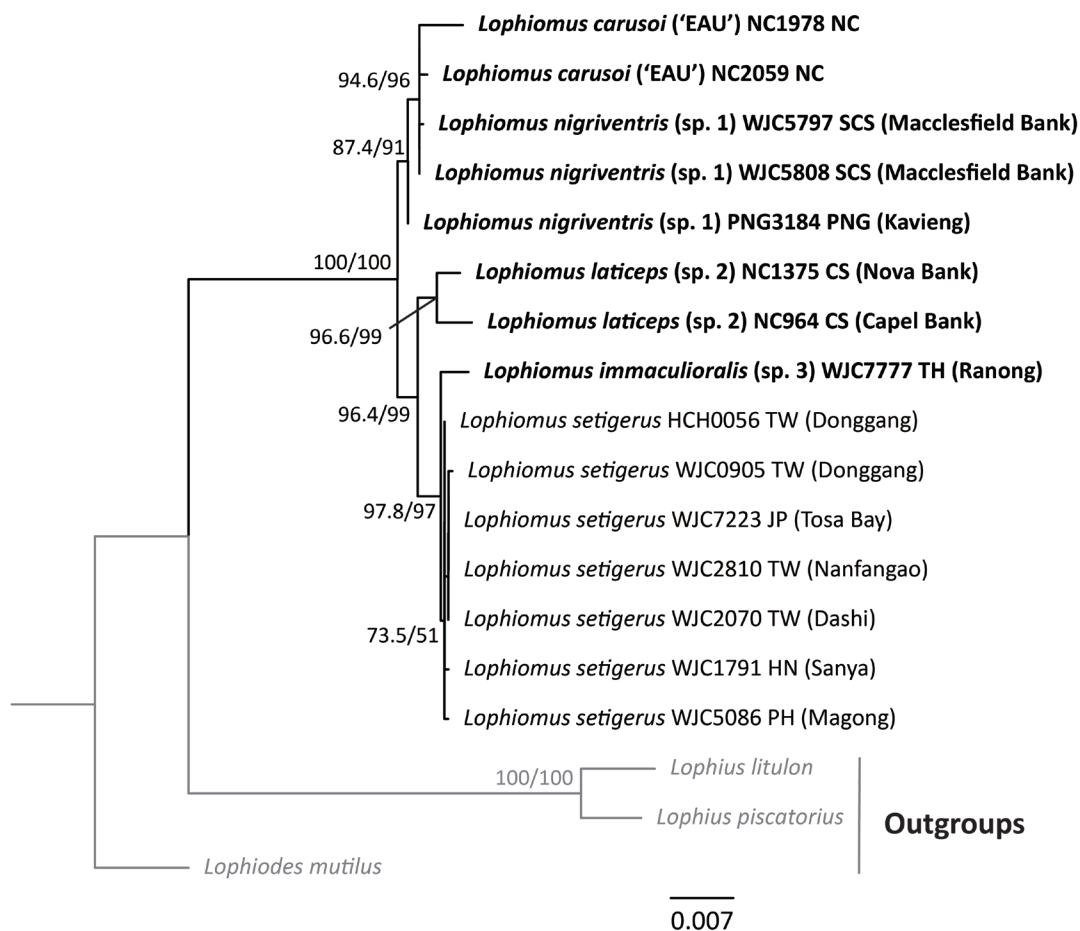 Lophiomus carusoi (‘EAU’) NC1978 NC
94.6/96
Lophiomus carusoi (‘EAU’) NC2059 NC
Lophiomus nigriventris (sp. 1) WJC5797 SCS (Macclesfield Bank)
87.4/91
Lophiomus nigriventris (sp. 1) WJC5808 SCS (Macclesfield Bank)
Lophiomus nigriventris (sp. 1) PNG3184 PNG (Kavieng)
100/100
Lophiomus laticeps (sp. 2) NC1375 CS (Nova Bank)
Lophiomus laticeps (sp. 2) NC964 CS (Capel Bank)
96.6/99
Lophiomus immaculioralis (sp. 3) WJC7777 TH (Ranong)
96.4/99
Lophiomus setigerus HCH0056 TW (Donggang)
Lophiomus setigerus WJC0905 TW (Donggang)
97.8/97
Lophiomus setigerus WJC7223 JP (Tosa Bay)
Lophiomus setigerus WJC2810 TW (Nanfangao)
Lophiomus setigerus WJC2070 TW (Dashi)
73.5/51
Lophiomus setigerus WJC1791 HN (Sanya)
Lophiomus setigerus WJC5086 PH (Magong)
100/100
Lophius litulon
Lophius piscatorius
Outgroups
Lophiodes mutilus
0.007